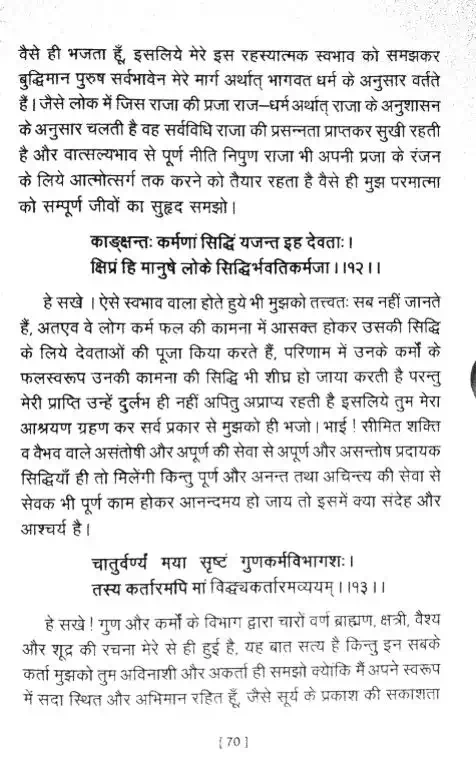 वैसे ही भजता हूँ, इसलिये मेरे इस रहस्यात्मक स्वभाव को समझकर
बुद्धिमान पुरुष सर्वभावेन मेरे मार्ग अर्थात् भागवत धर्म के अनुसार वर्तते
हैं। जैसे लोक में जिस राजा की प्रजा राज–धर्म अर्थात् राजा के अनुशासन
के अनुसार चलती है वह सर्वविधि राजा की प्रसन्नता प्राप्तकर सुखी रहती
है और वात्सल्यभाव से पूर्ण नीति निपुण राजा भी अपनी प्रजा के रंजन
के लिये आत्मोत्सर्ग तक करने को तैयार रहता है वैसे ही मुझ परमात्मा
को सम्पूर्ण जीवों का सुहृद समझो।
काङ्क्षन्तः कर्मणां सिद्धिं यजन्त इह देवताः।
क्षिप्रं हि मानुषे लोके सिद्धिर्भवतिकर्मजा।।१२।।
हे सखे । ऐसे स्वभाव वाला होते हुये भी मुझको तत्त्वतः सब नहीं जानते
हैं, अतएव वे लोग कर्म फल की कामना में आसक्त होकर उसकी सिद्धि
के लिये देवताओं की पूजा किया करते हैं, परिणाम में उनके कर्मों के
फलस्वरूप उनकी कामना की सिद्धि भी शीघ्र हो जाया करती है परन्तु
मेरी प्राप्ति उन्हें दुर्लभ ही नहीं अपितु अप्राप्य रहती है इसलिये तुम मेरा
आश्रयण ग्रहण कर सर्व प्रकार से मुझको ही भजो। भाई ! सीमित शक्ति
व वैभव वाले असंतोषी और अपूर्ण की सेवा से अपूर्ण और असन्तोष प्रदायक
सिद्धियाँ ही तो मिलेंगी किन्तु पूर्ण और अनन्त तथा अचिन्त्य की सेवा से
सेवक भी पूर्ण काम होकर आनन्दमय हो जाय तो इसमें क्या संदेह और
आश्चर्य है।
चातुर्वर्ण्यं मया सृष्टं गुणकर्मविभागशः।
तस्य कर्तारमपि मां विद्ध्यकर्तारमव्ययम्।।१३।।
हे सखे ! गुण और कर्मों के विभाग द्वारा चारों वर्ण ब्राह्मण, क्षत्री, वैश्य
और शूद्र की रचना मेरे से ही हुई है, यह बात सत्य है किन्तु इन सबके
कर्ता मुझको तुम अविनाशी और अकर्ता ही समझो क्योंकि मैं अपने स्वरूप
में सदा स्थित और अभिमान रहित हूँ, जैसे सूर्य के प्रकाश की सकाशता
[ 70 ]